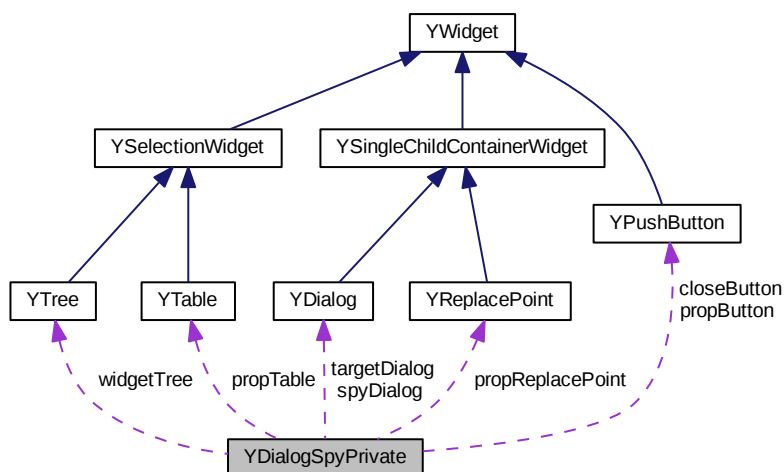 YWidget
YSelectionWidget
YSingleChildContainerWidget
YPushButton
YTree
YTable
YDialog
YReplacePoint
closeButton
propButton
widgetTree
propTable
targetDialog
spyDialog
propReplacePoint
YDialogSpyPrivate